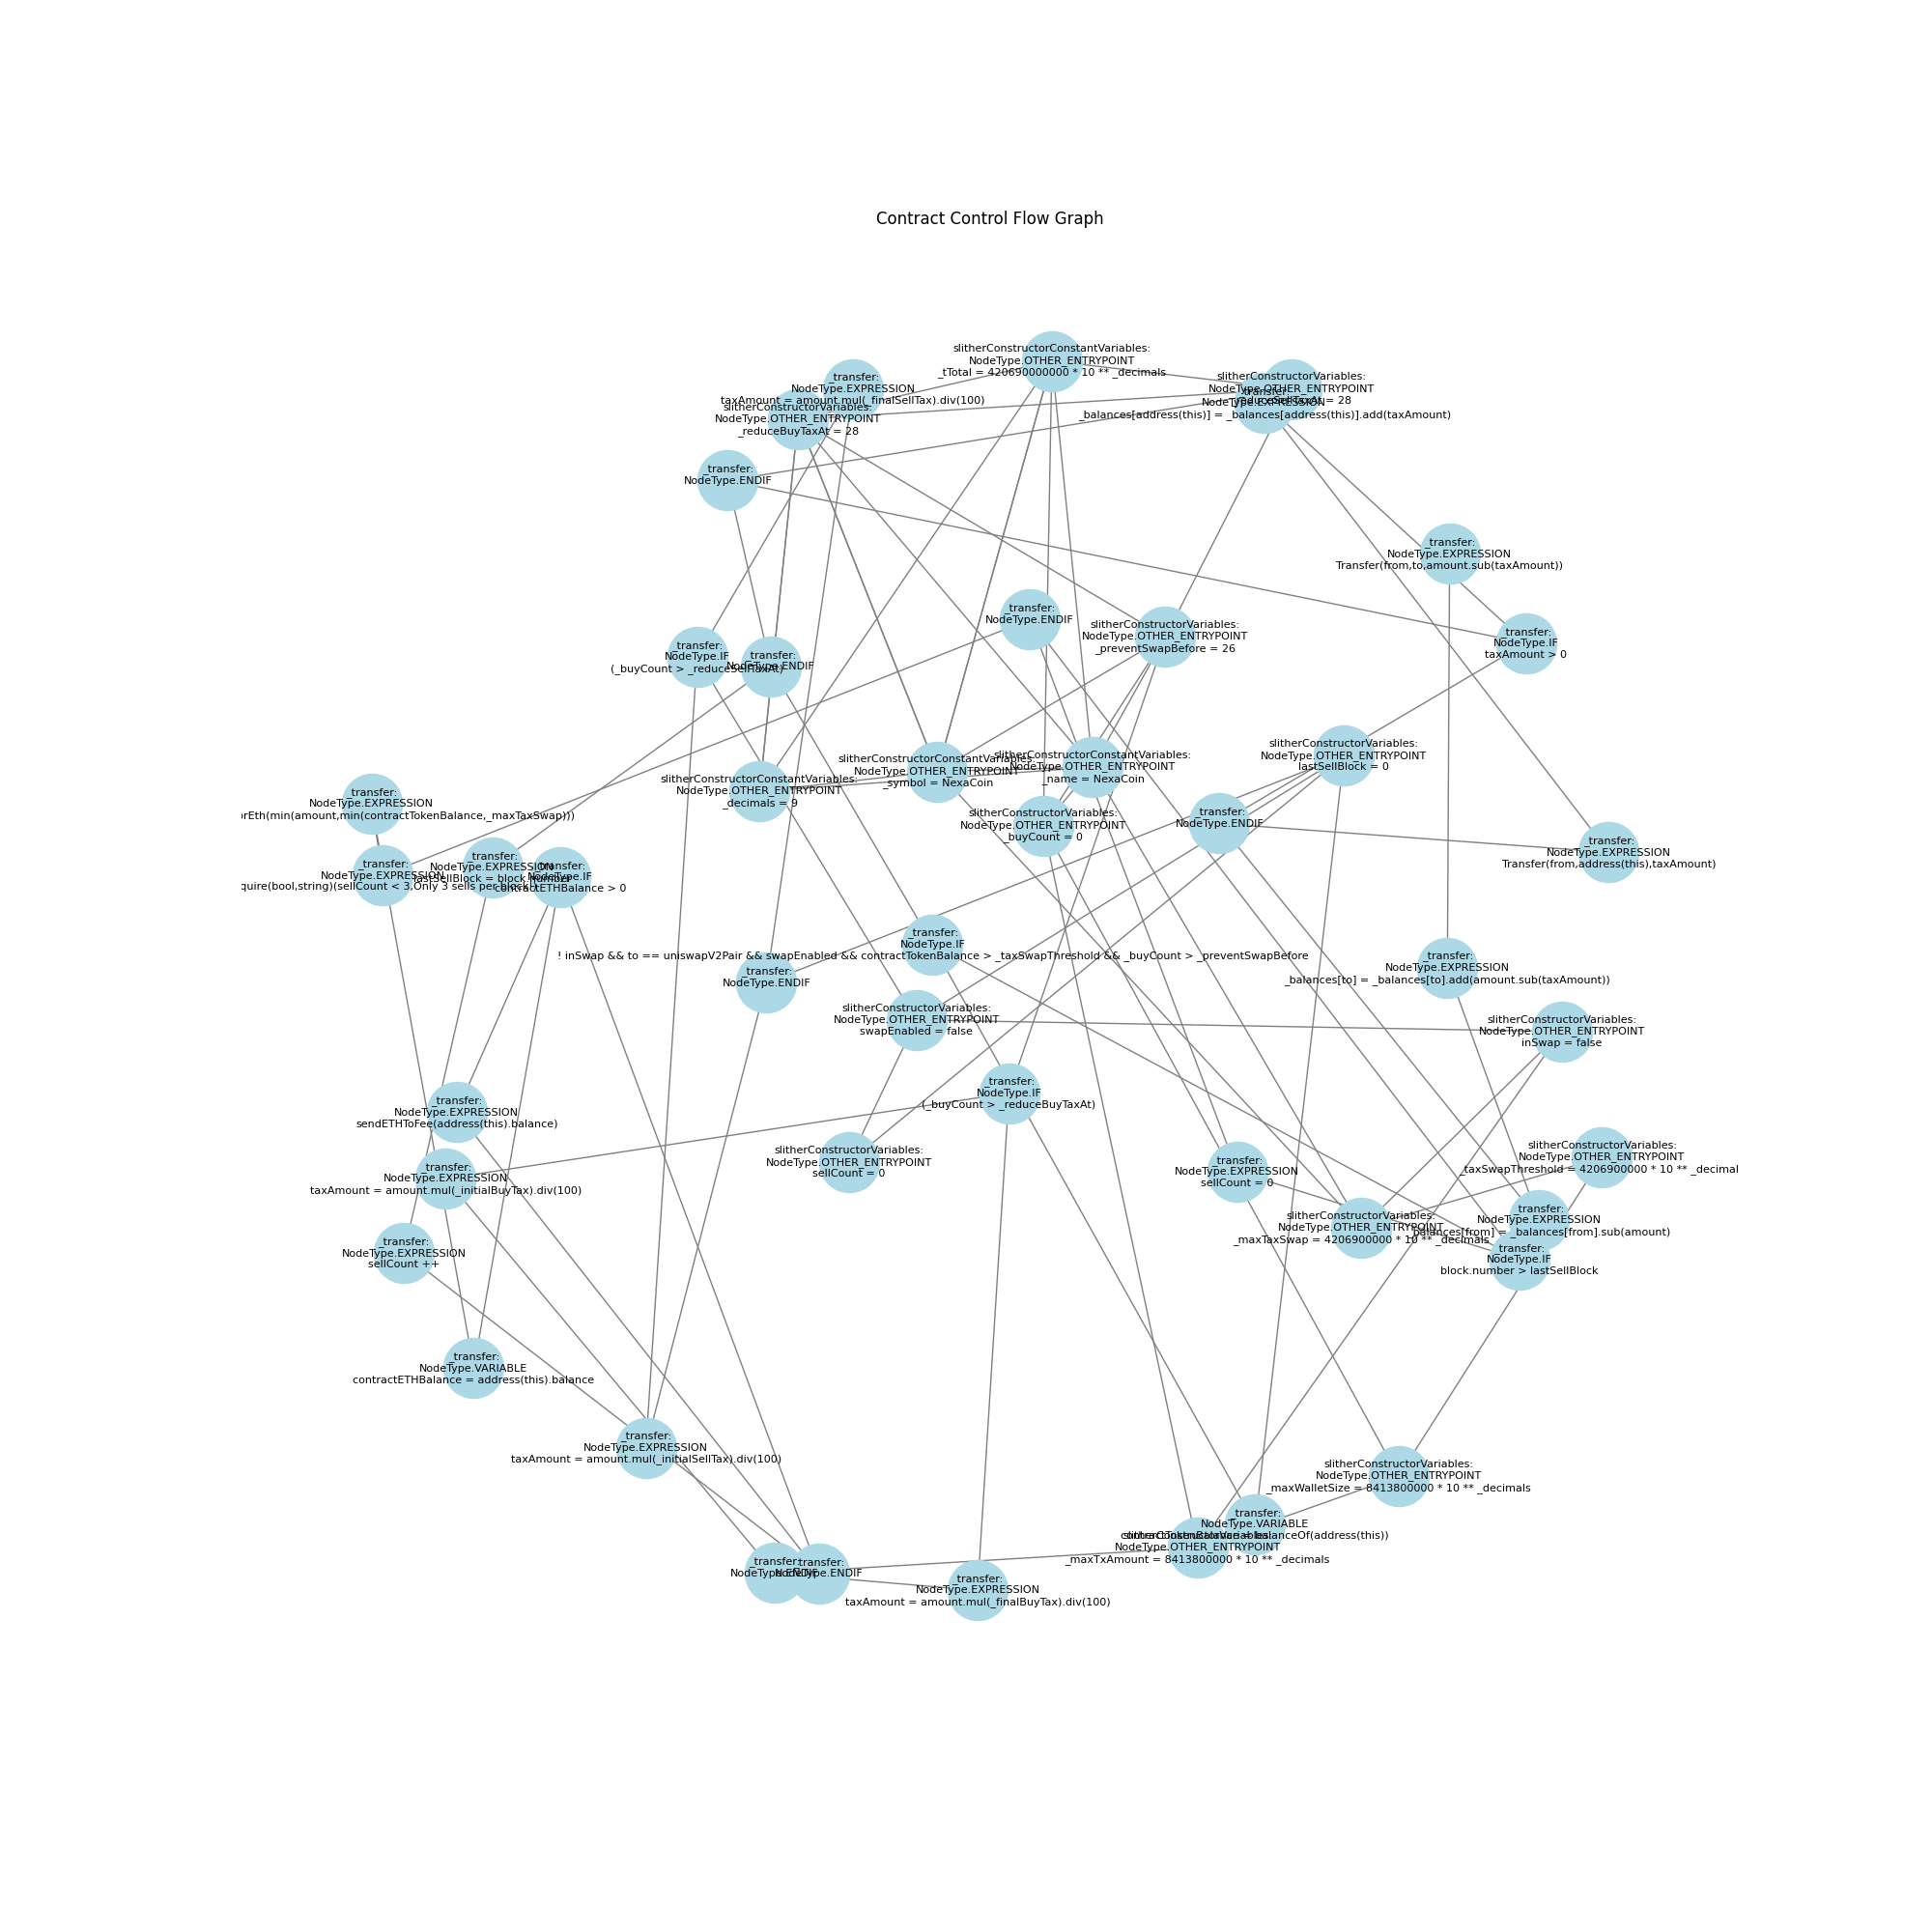 Contract Control Flow Graph
slitherConstructorConstantVariables:
NodeType.OTHER_ENTRYPOINT
_tTotal = 420690000000 * 10 ** _decimals
_transfer:
NodeType.EXPRESSION
taxAmount = amount.mul(_finalSellTax).div(100)
slitherConstructorVariables:
NodeType.OTHER_ENTRYPOINT
_reduceBuyTaxAt = 28
slitherConstructorVariables:
NodeType.OTHER_ENTRYPOINT
_reduceSellTaxAt = 28
_transfer:
NodeType.EXPRESSION
_balances[address(this)] = _balances[address(this)].add(taxAmount)
_transfer:
NodeType.ENDIF
_transfer:
NodeType.EXPRESSION
Transfer(from,to,amount.sub(taxAmount))
_transfer:
NodeType.ENDIF
slitherConstructorVariables:
NodeType.OTHER_ENTRYPOINT
_preventSwapBefore = 26
_transfer:
NodeType.IF
taxAmount > 0
_transfer:
NodeType.IF
(_buyCount > _reduceSellTaxAt)
_transfer:
NodeType.ENDIF
slitherConstructorVariables:
NodeType.OTHER_ENTRYPOINT
lastSellBlock = 0
slitherConstructorConstantVariables:
NodeType.OTHER_ENTRYPOINT
_symbol = NexaCoin
slitherConstructorConstantVariables:
NodeType.OTHER_ENTRYPOINT
_name = NexaCoin
slitherConstructorConstantVariables:
NodeType.OTHER_ENTRYPOINT
_decimals = 9
_transfer:
NodeType.EXPRESSION
orEth(min(amount,min(contractTokenBalance,_maxTaxSwap)))
slitherConstructorVariables:
NodeType.OTHER_ENTRYPOINT
_buyCount = 0
_transfer:
NodeType.ENDIF
_transfer:
NodeType.EXPRESSION
Transfer(from,address(this),taxAmount)
_transfer:
NodeType.EXPRESSION
quire(bool,string)(sellCount < 3,Only 3 sells per block!)
_transfer:
NodeType.EXPRESSION
lastSellBlock = block.number
_transfer:
NodeType.IF
contractETHBalance > 0
_transfer:
NodeType.IF
! inSwap && to == uniswapV2Pair && swapEnabled && contractTokenBalance > _taxSwapThreshold && _buyCount > _preventSwapBefore
_transfer:
NodeType.ENDIF
_transfer:
NodeType.EXPRESSION
_balances[to] = _balances[to].add(amount.sub(taxAmount))
slitherConstructorVariables:
NodeType.OTHER_ENTRYPOINT
swapEnabled = false
slitherConstructorVariables:
NodeType.OTHER_ENTRYPOINT
inSwap = false
_transfer:
NodeType.IF
(_buyCount > _reduceBuyTaxAt)
_transfer:
NodeType.EXPRESSION
sendETHToFee(address(this).balance)
slitherConstructorVariables:
NodeType.OTHER_ENTRYPOINT
sellCount = 0
slitherConstructorVariables:
NodeType.OTHER_ENTRYPOINT
_taxSwapThreshold = 4206900000 * 10 ** _decimal
_transfer:
NodeType.EXPRESSION
taxAmount = amount.mul(_initialBuyTax).div(100)
_transfer:
NodeType.EXPRESSION
sellCount = 0
slitherConstructorVariables:
NodeType.OTHER_ENTRYPOINT
_maxTaxSwap = 4206900000 * 10 ** _decimals
_transfer:
NodeType.EXPRESSION
_balances[from] = _balances[from].sub(amount)
_transfer:
NodeType.EXPRESSION
sellCount ++
_transfer:
NodeType.IF
block.number > lastSellBlock
_transfer:
NodeType.VARIABLE
contractETHBalance = address(this).balance
_transfer:
NodeType.EXPRESSION
taxAmount = amount.mul(_initialSellTax).div(100)
slitherConstructorVariables:
NodeType.OTHER_ENTRYPOINT
_maxWalletSize = 8413800000 * 10 ** _decimals
_transfer:
NodeType.VARIABLE
contractTokenBalance = balanceOf(address(this))
slitherConstructorVariables:
NodeType.OTHER_ENTRYPOINT
_maxTxAmount = 8413800000 * 10 ** _decimals
_transfer:
NodeType.ENDIF
_transfer:
NodeType.ENDIF
_transfer:
NodeType.EXPRESSION
taxAmount = amount.mul(_finalBuyTax).div(100)